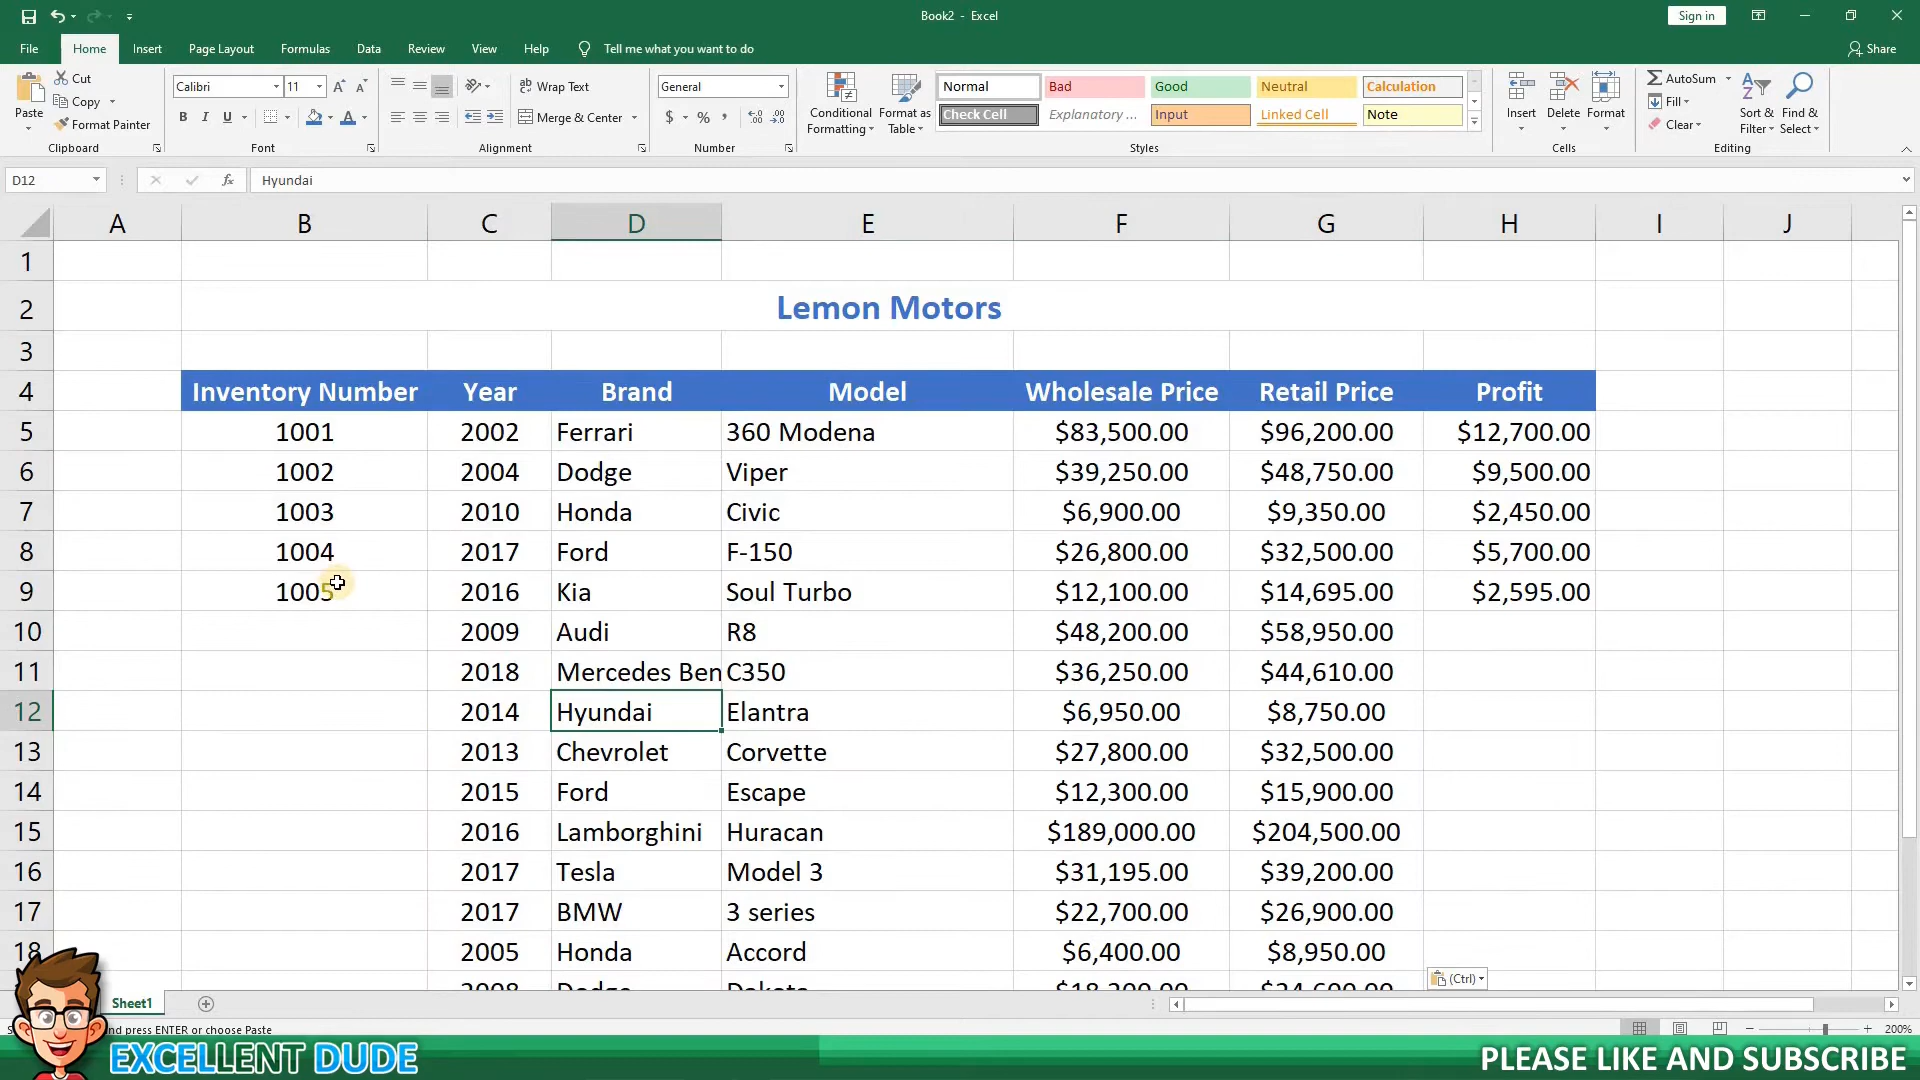 Book2 - Excel
Sign in
File Home Insert Page Layout Formulas Data Review View Help Tell me what you want to do Share
Paste
Cut
Copy
Format Painter
Clipboard
Calibri 11
B I U
Font
Wrap Text
Merge & Center
Alignment
General
$ % ,
Number
Conditional Formatting
Format as Table
Normal Bad Good Neutral Calculation
Check Cell Explanatory ... Input Linked Cell Note
Styles
Insert Delete Format
Cells
AutoSum
Fill
Clear
Sort & Filter
Find & Select
Editing
D12 fx Hyundai
A B C D E F G H I J
1
2 Lemon Motors
3
4 Inventory Number Year Brand Model Wholesale Price Retail Price Profit
5 1001 2002 Ferrari 360 Modena $83,500.00 $96,200.00 $12,700.00
6 1002 2004 Dodge Viper $39,250.00 $48,750.00 $9,500.00
7 1003 2010 Honda Civic $6,900.00 $9,350.00 $2,450.00
8 1004 2017 Ford F-150 $26,800.00 $32,500.00 $5,700.00
9 1005 2016 Kia Soul Turbo $12,100.00 $14,695.00 $2,595.00
10 2009 Audi R8 $48,200.00 $58,950.00
11 2018 Mercedes Ben C350 $36,250.00 $44,610.00
12 2014 Hyundai Elantra $6,950.00 $8,750.00
13 2013 Chevrolet Corvette $27,800.00 $32,500.00
14 2015 Ford Escape $12,300.00 $15,900.00
15 2016 Lamborghini Huracan $189,000.00 $204,500.00
16 2017 Tesla Model 3 $31,195.00 $39,200.00
17 2017 BMW 3 series $22,700.00 $26,900.00
18 2005 Honda Accord $6,400.00 $8,950.00
(Ctrl)
Sheet1
nd press ENTER or choose Paste
200%
EXCELLENT DUDE
PLEASE LIKE AND SUBSCRIBE